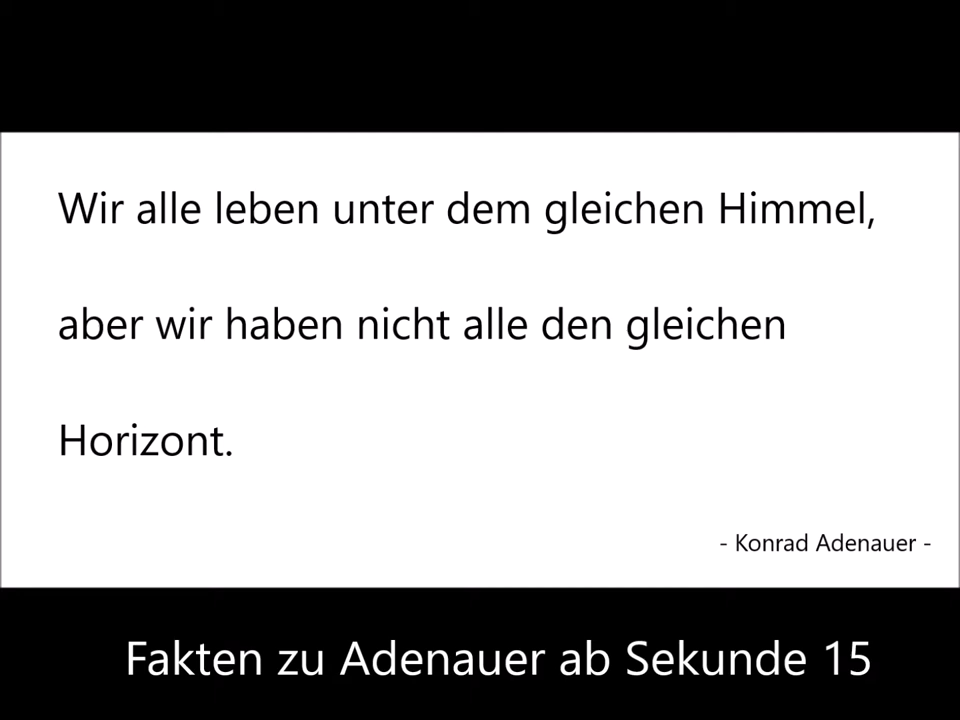 Wir alle leben unter dem gleichen Himmel,
aber wir haben nicht alle den gleichen
Horizont.
- Konrad Adenauer -
Fakten zu Adenauer ab Sekunde 15